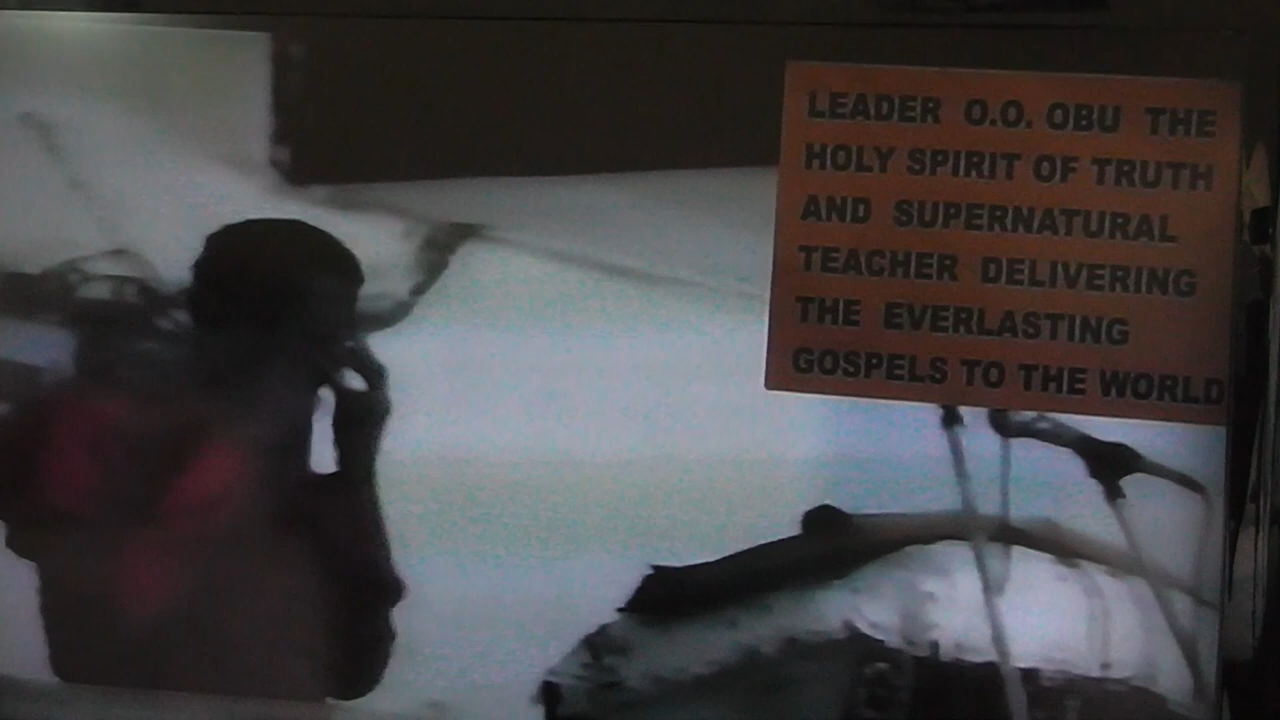 LEADER O.O. OBU THE
HOLY SPIRIT OF TRUTH
AND SUPERNATURAL
TEACHER DELIVERING
THE EVERLASTING
GOSPELS TO THE WORLD